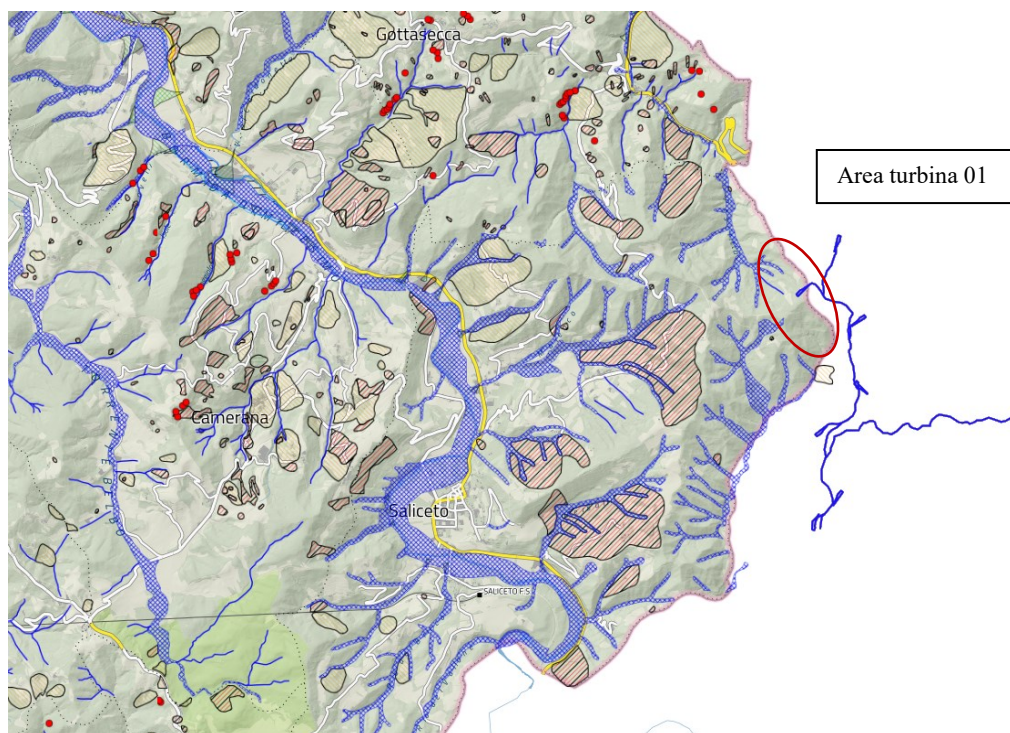 Gottasecca
Area turbina 01
Camerana
Saliceto
SALICETO F.S.